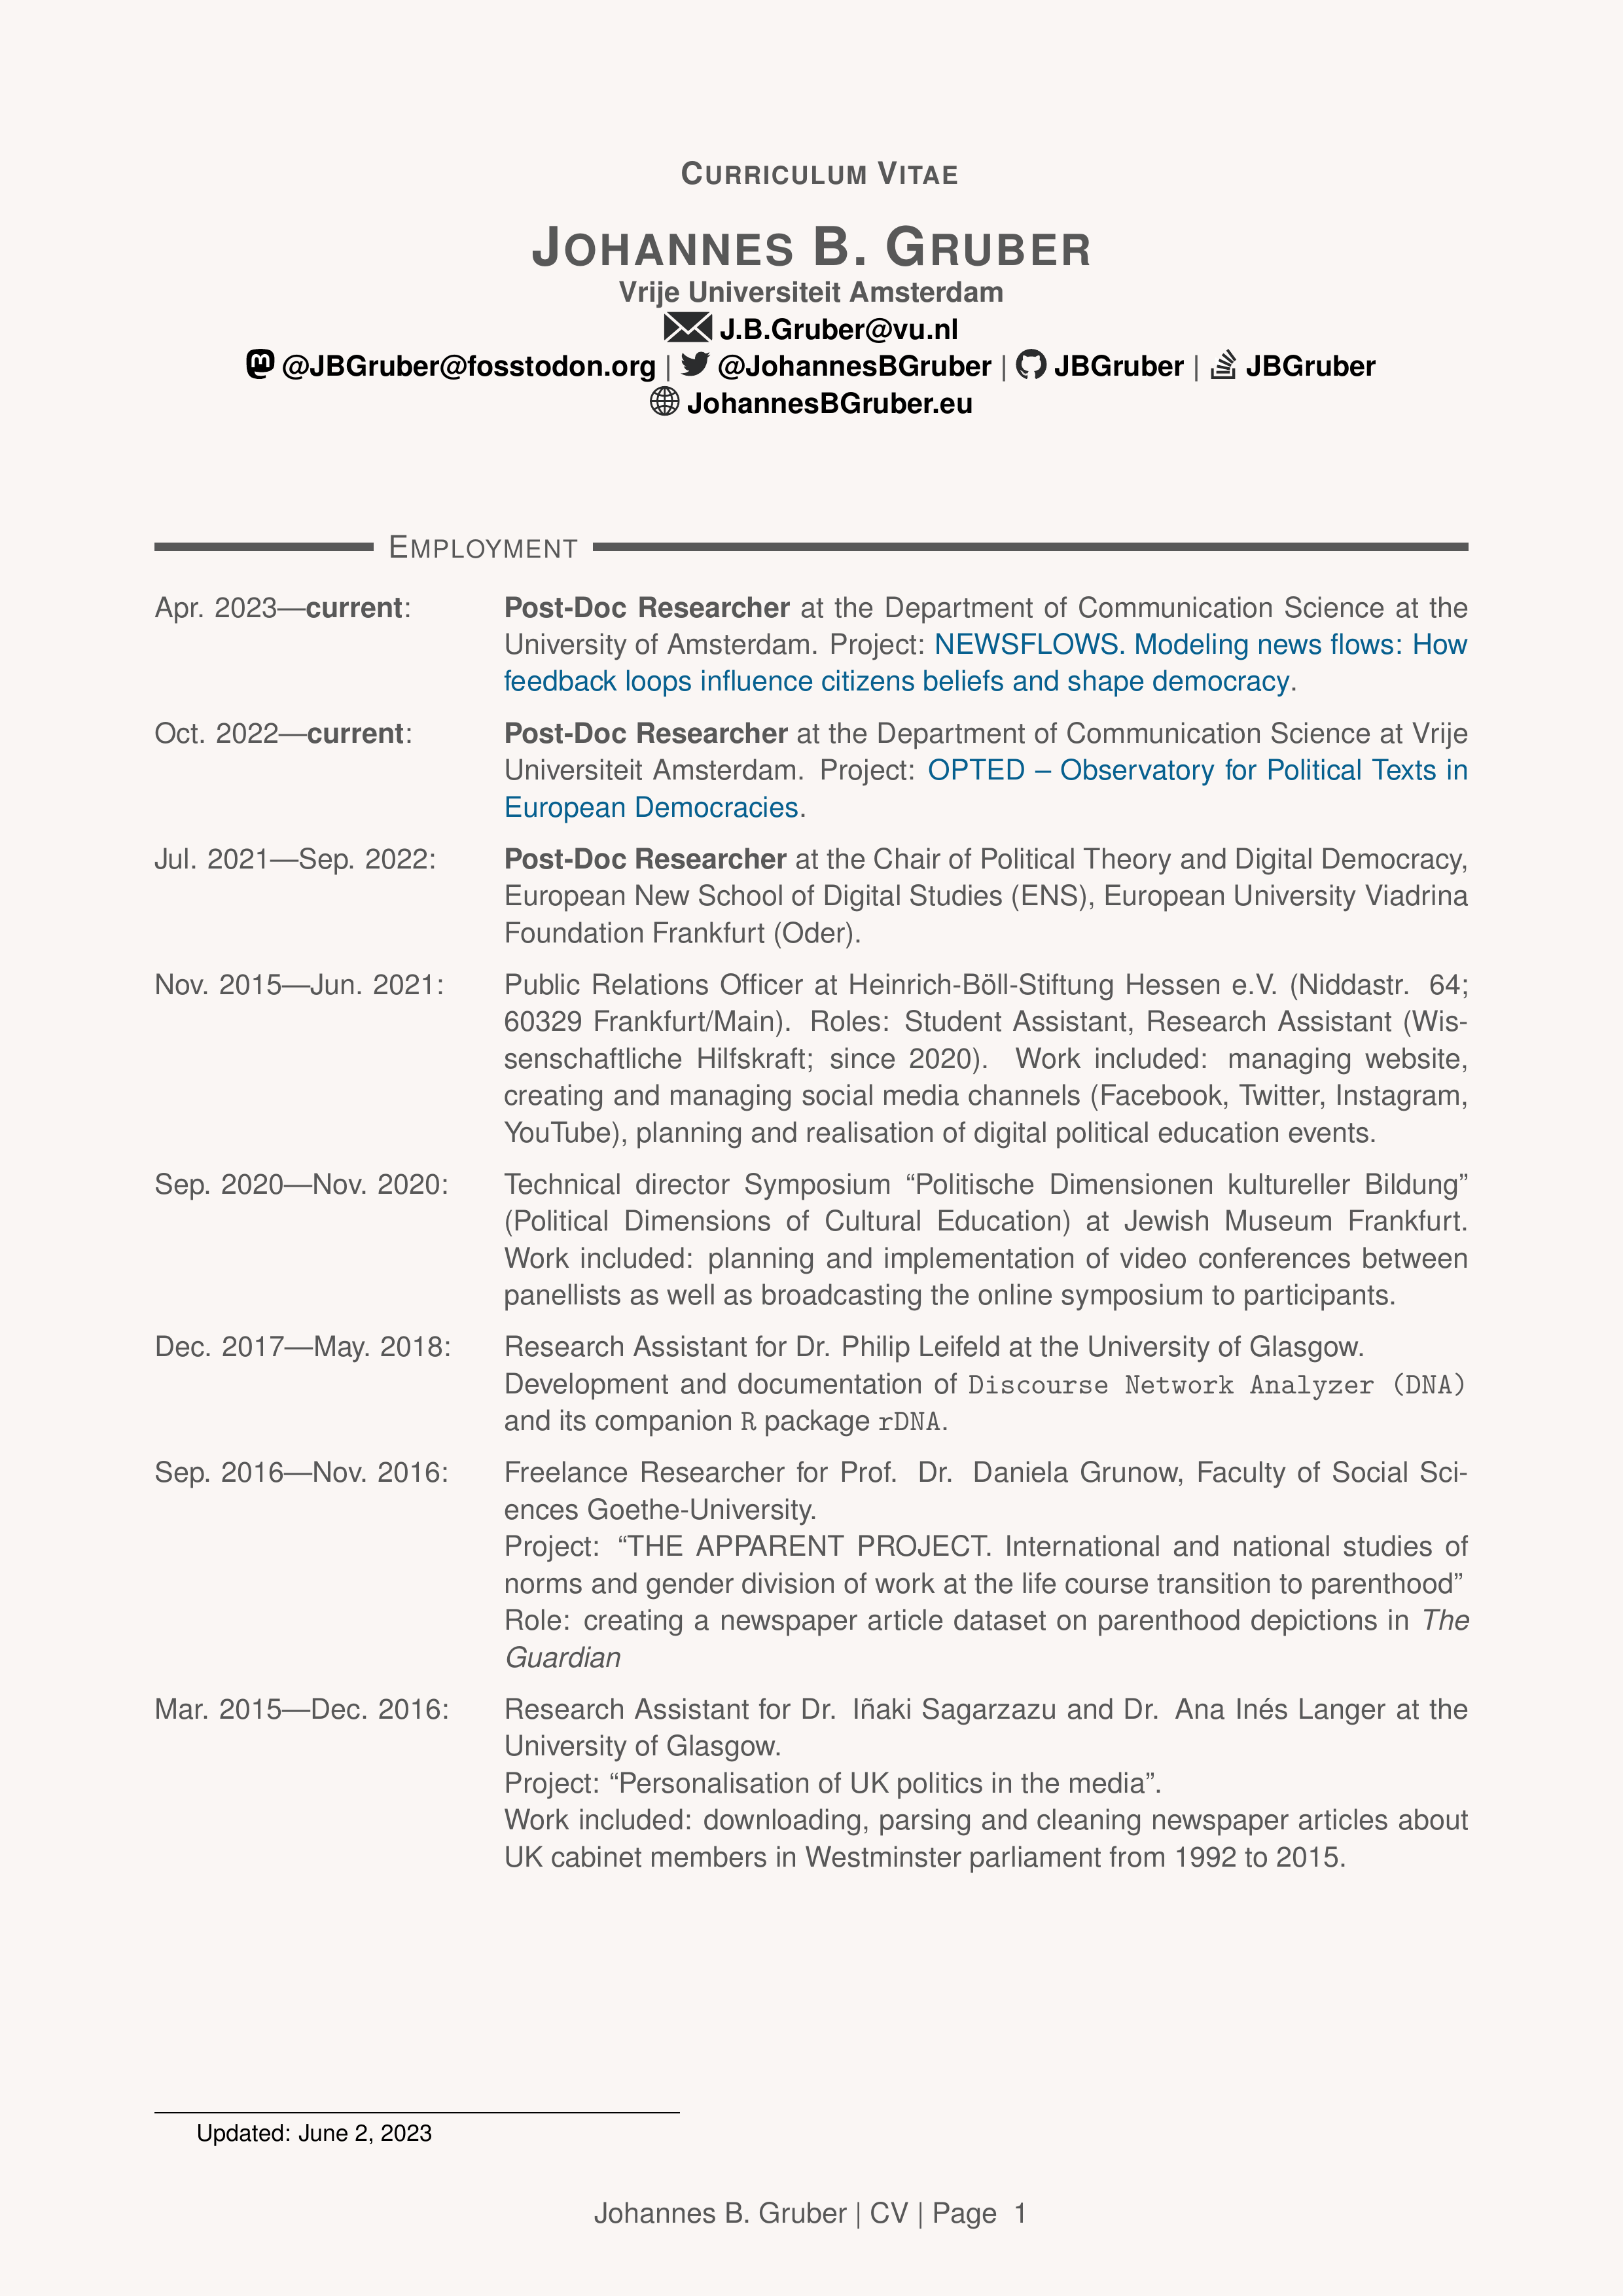 CURRICULUM VITAE
JOHANNES B. GRUBER
Vrije Universiteit Amsterdam
J.B.Gruber@vu.nl
@JBGruber@fosstodon.org | @JohannesBGruber | JBGruber | JBGruber
JohannesBGruber.eu
EMPLOYMENT
Apr. 2023—current: Post-Doc Researcher at the Department of Communication Science at the
University of Amsterdam. Project: NEWSFLOWS. Modeling news flows: How
feedback loops influence citizens beliefs and shape democracy.
Oct. 2022—current: Post-Doc Researcher at the Department of Communication Science at Vrije
Universiteit Amsterdam. Project: OPTED – Observatory for Political Texts in
European Democracies.
Jul. 2021—Sep. 2022: Post-Doc Researcher at the Chair of Political Theory and Digital Democracy,
European New School of Digital Studies (ENS), European University Viadrina
Foundation Frankfurt (Oder).
Nov. 2015—Jun. 2021: Public Relations Officer at Heinrich-Böll-Stiftung Hessen e.V. (Niddastr. 64;
60329 Frankfurt/Main). Roles: Student Assistant, Research Assistant (Wis-
senschaftliche Hilfskraft; since 2020). Work included: managing website,
creating and managing social media channels (Facebook, Twitter, Instagram,
YouTube), planning and realisation of digital political education events.
Sep. 2020—Nov. 2020: Technical director Symposium “Politische Dimensionen kultureller Bildung”
(Political Dimensions of Cultural Education) at Jewish Museum Frankfurt.
Work included: planning and implementation of video conferences between
panellists as well as broadcasting the online symposium to participants.
Dec. 2017—May. 2018: Research Assistant for Dr. Philip Leifeld at the University of Glasgow.
Development and documentation of Discourse Network Analyzer (DNA)
and its companion R package rDNA.
Sep. 2016—Nov. 2016: Freelance Researcher for Prof. Dr. Daniela Grunow, Faculty of Social Sci-
ences Goethe-University.
Project: “THE APPARENT PROJECT. International and national studies of
norms and gender division of work at the life course transition to parenthood”
Role: creating a newspaper article dataset on parenthood depictions in The
Guardian
Mar. 2015—Dec. 2016: Research Assistant for Dr. Iñaki Sagarzazu and Dr. Ana Inés Langer at the
University of Glasgow.
Project: “Personalisation of UK politics in the media”.
Work included: downloading, parsing and cleaning newspaper articles about
UK cabinet members in Westminster parliament from 1992 to 2015.
Updated: June 2, 2023
Johannes B. Gruber | CV | Page 1